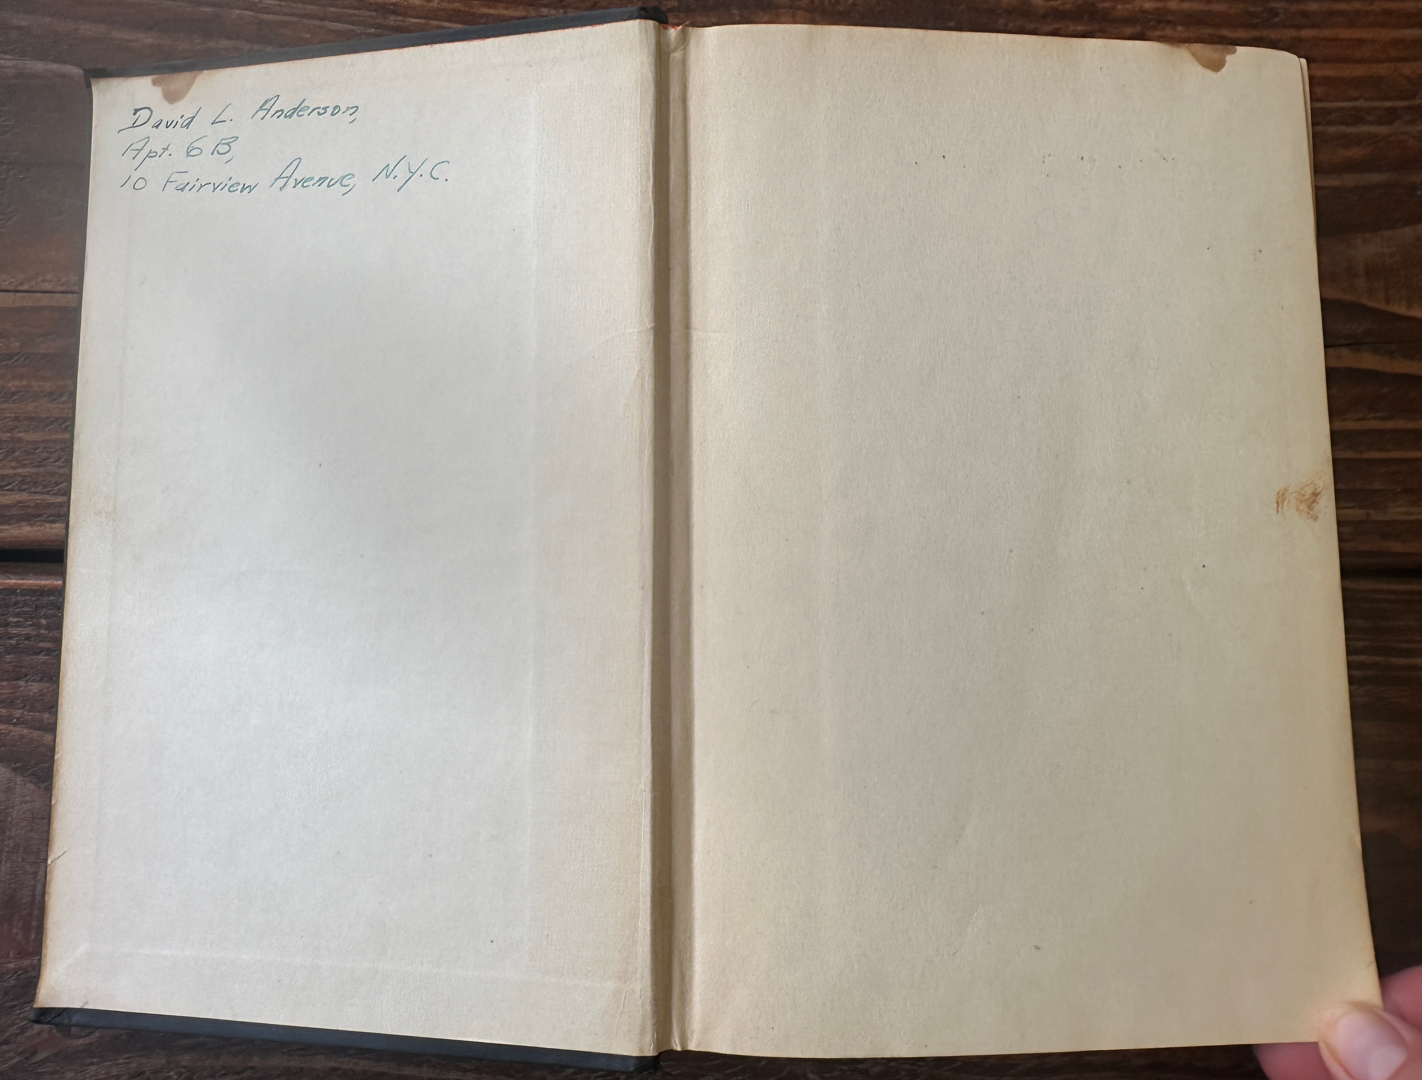 David L. Anderson,
Apt. 6B,
10 Fairview Avenue, N.Y.C.